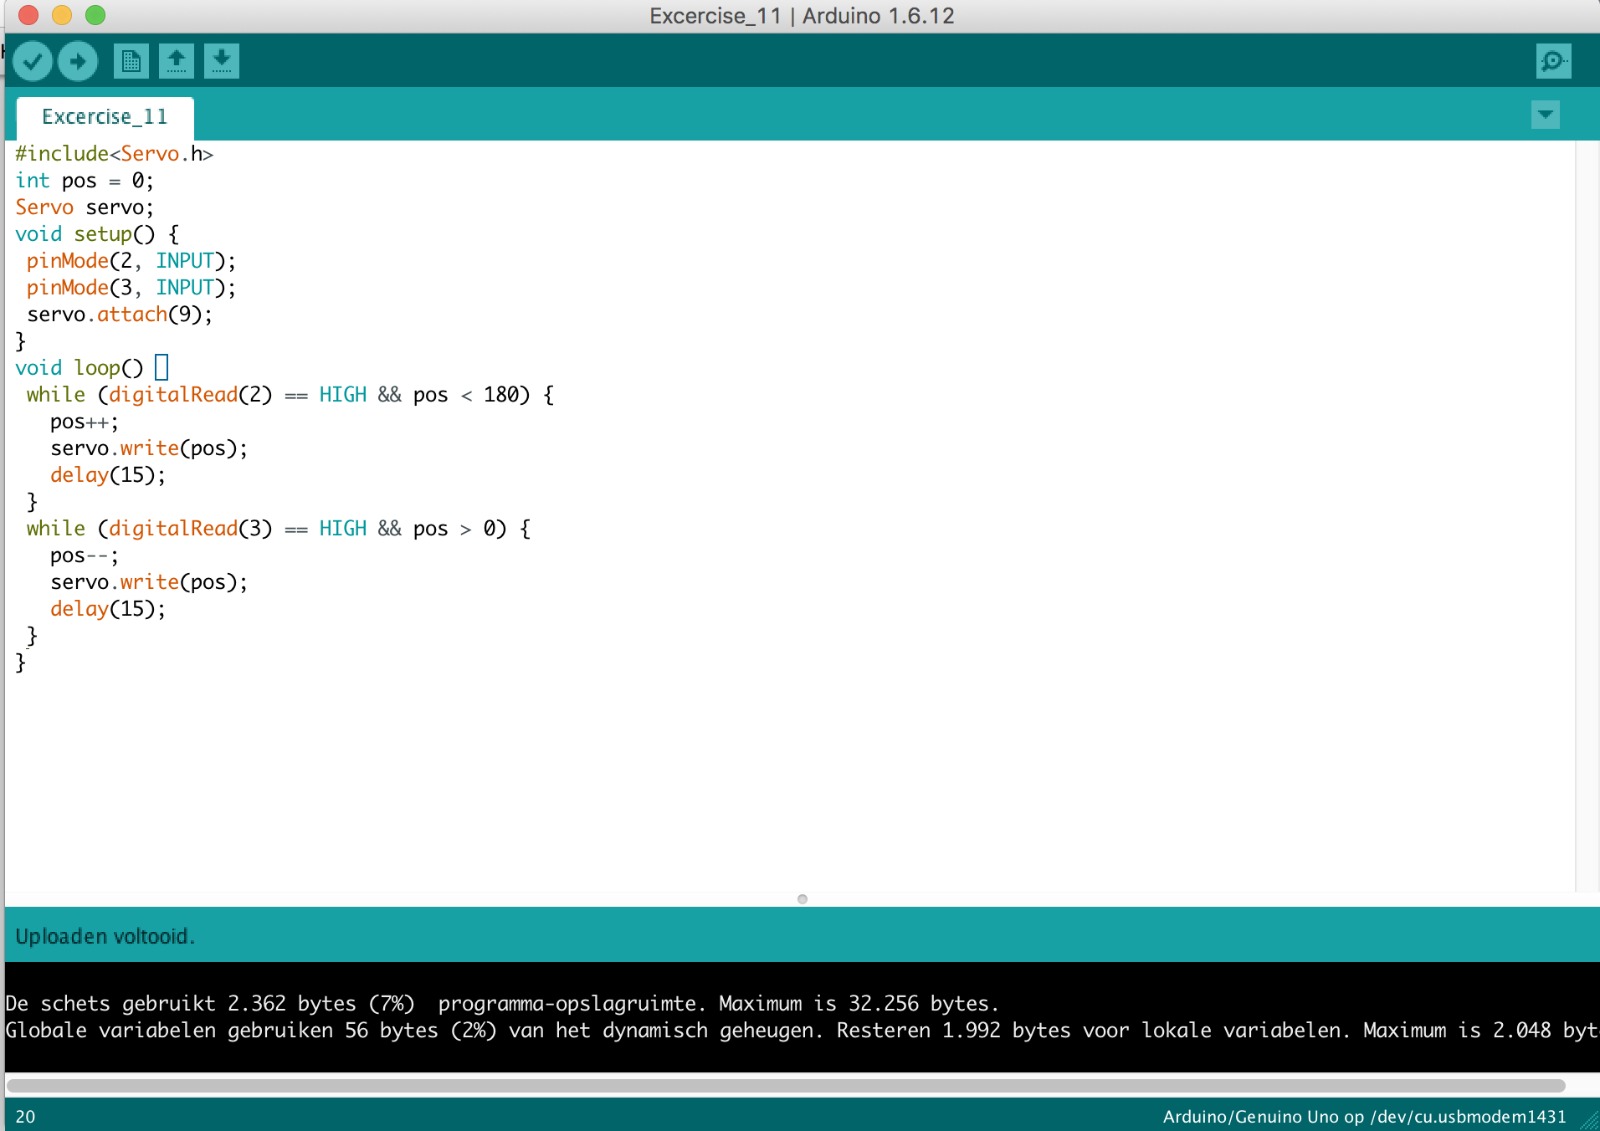 Excercise_11 | Arduino 1.6.12
Excercise_11
#include<Servo.h>
int pos = 0;
Servo servo;
void setup() {
 pinMode(2, INPUT);
 pinMode(3, INPUT);
 servo.attach(9);
}
void loop()
 while (digitalRead(2) == HIGH && pos < 180) {
   pos++;
   servo.write(pos);
   delay(15);
 }
 while (digitalRead(3) == HIGH && pos > 0) {
   pos--;
   servo.write(pos);
   delay(15);
 }
}
Uploaden voltooid.
De schets gebruikt 2.362 bytes (7%)  programma-opslagruimte. Maximum is 32.256 bytes.
Globale variabelen gebruiken 56 bytes (2%) van het dynamisch geheugen. Resteren 1.992 bytes voor lokale variabelen. Maximum is 2.048 byt
20
Arduino/Genuino Uno op /dev/cu.usbmodem1431